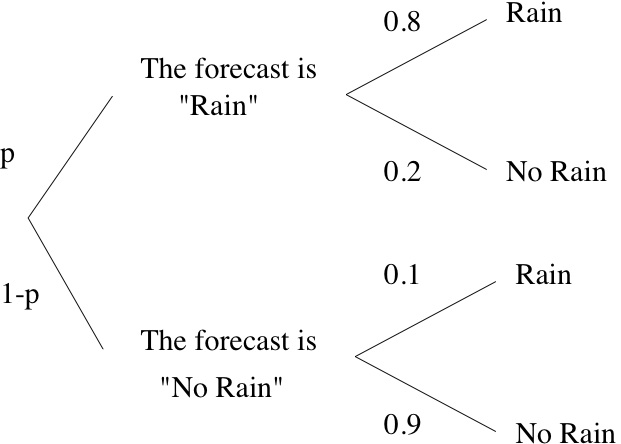 0.8
Rain
The forecast is
"Rain"
p
0.2
No Rain
0.1
Rain
1-p
The forecast is
"No Rain"
0.9
No Rain